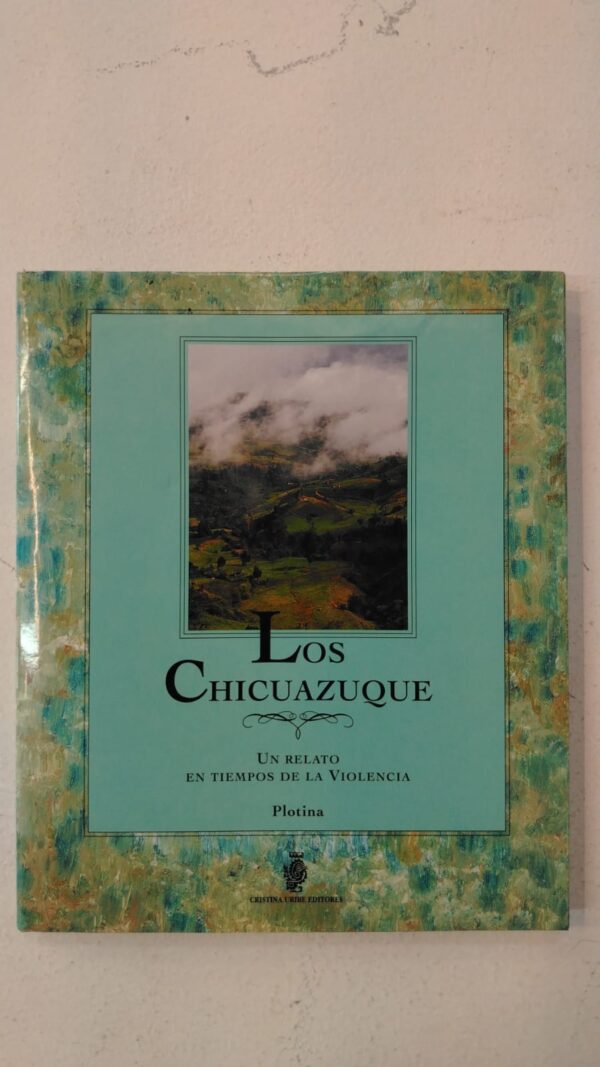 Los
Chicuazuque
Un relato
en tiempos de la Violencia
Plotina
CRISTINA URIBE EDITORES